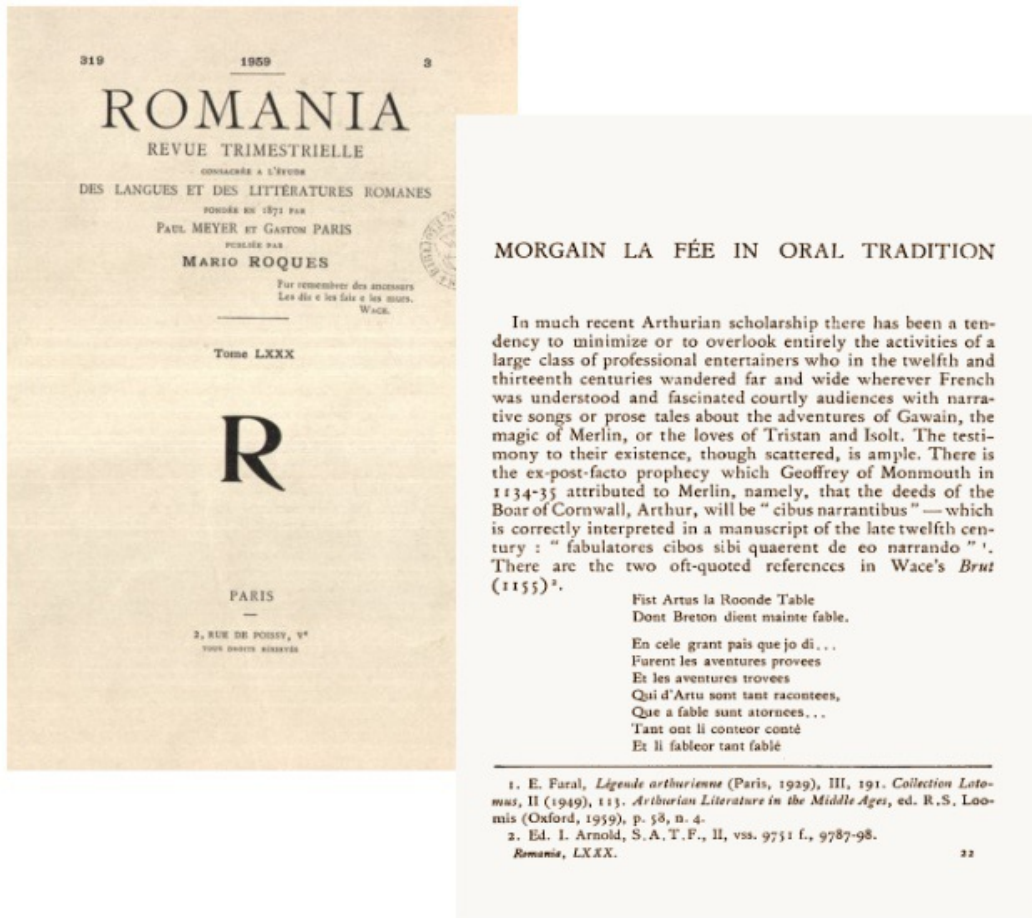 319 1959 3
ROMANIA
REVUE TRIMESTRIELLE
CONSACRÉE A L'ÉTUDE
DES LANGUES ET DES LITTÉRATURES ROMANES
FONDÉE EN 1871 PAR
PAUL MEYER ET GASTON PARIS
PUBLIÉE PAR
MARIO ROQUES
Pur remembrer des ancessurs
Les diz e les faiz e les murs.
WACE.
Tome LXXX
R
PARIS
2, RUE DE POISSY, Vᵉ
TOUS DROITS RÉSERVÉS
MORGAIN LA FÉE IN ORAL TRADITION
In much recent Arthurian scholarship there has been a ten-
dency to minimize or to overlook entirely the activities of a
large class of professional entertainers who in the twelfth and
thirteenth centuries wandered far and wide wherever French
was understood and fascinated courtly audiences with narra-
tive songs or prose tales about the adventures of Gawain, the
magic of Merlin, or the loves of Tristan and Isolt. The testi-
mony to their existence, though scattered, is ample. There is
the ex-post-facto prophecy which Geoffrey of Monmouth in
1134-35 attributed to Merlin, namely, that the deeds of the
Boar of Cornwall, Arthur, will be " cibus narrantibus " — which
is correctly interpreted in a manuscript of the late twelfth cen-
tury : " fabulatores cibos sibi quaerent de eo narrando " ¹.
There are the two oft-quoted references in Wace's Brut
(1155)².
Fist Artus la Roonde Table
Dont Breton dient mainte fable.
En cele grant pais que jo di...
Furent les aventures provees
Et les aventures trovees
Qui d'Artu sont tant racontees,
Que a fable sunt atornees...
Tant ont li conteor conté
Et li fableor tant fablé
1. E. Faral, Légende arthurienne (Paris, 1929), III, 191. Collection Lato-
mus, II (1949), 113. Arthurian Literature in the Middle Ages, ed. R.S. Loo-
mis (Oxford, 1959), p. 58, n. 4.
2. Ed. I. Arnold, S.A.T.F., II, vss. 9751 f., 9787-98.
Romania, LXXX. 22